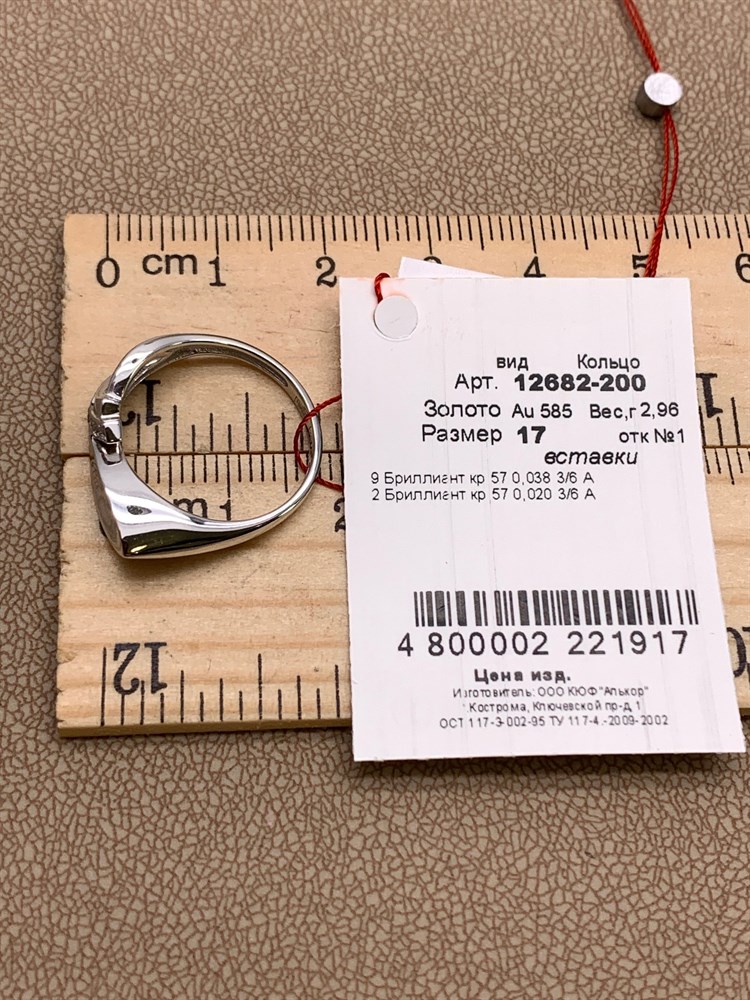 0 cm 1 2 3 4 5 6
вид Кольцо
Арт. 12682-200
Золото Au 585 Вес,г 2,96
Размер 17 отк №1
вставки
9 Бриллиант кр 57 0,038 3/6 А
2 Бриллиант кр 57 0,020 3/6 А
4 800002 221917
Цена изд.
Изготовитель: ООО КЮФ "Алькор"
г.Кострома, Ключевской пр-д,1
ОСТ 117-3-002-95 ТУ 117-4.-2009-2002
12